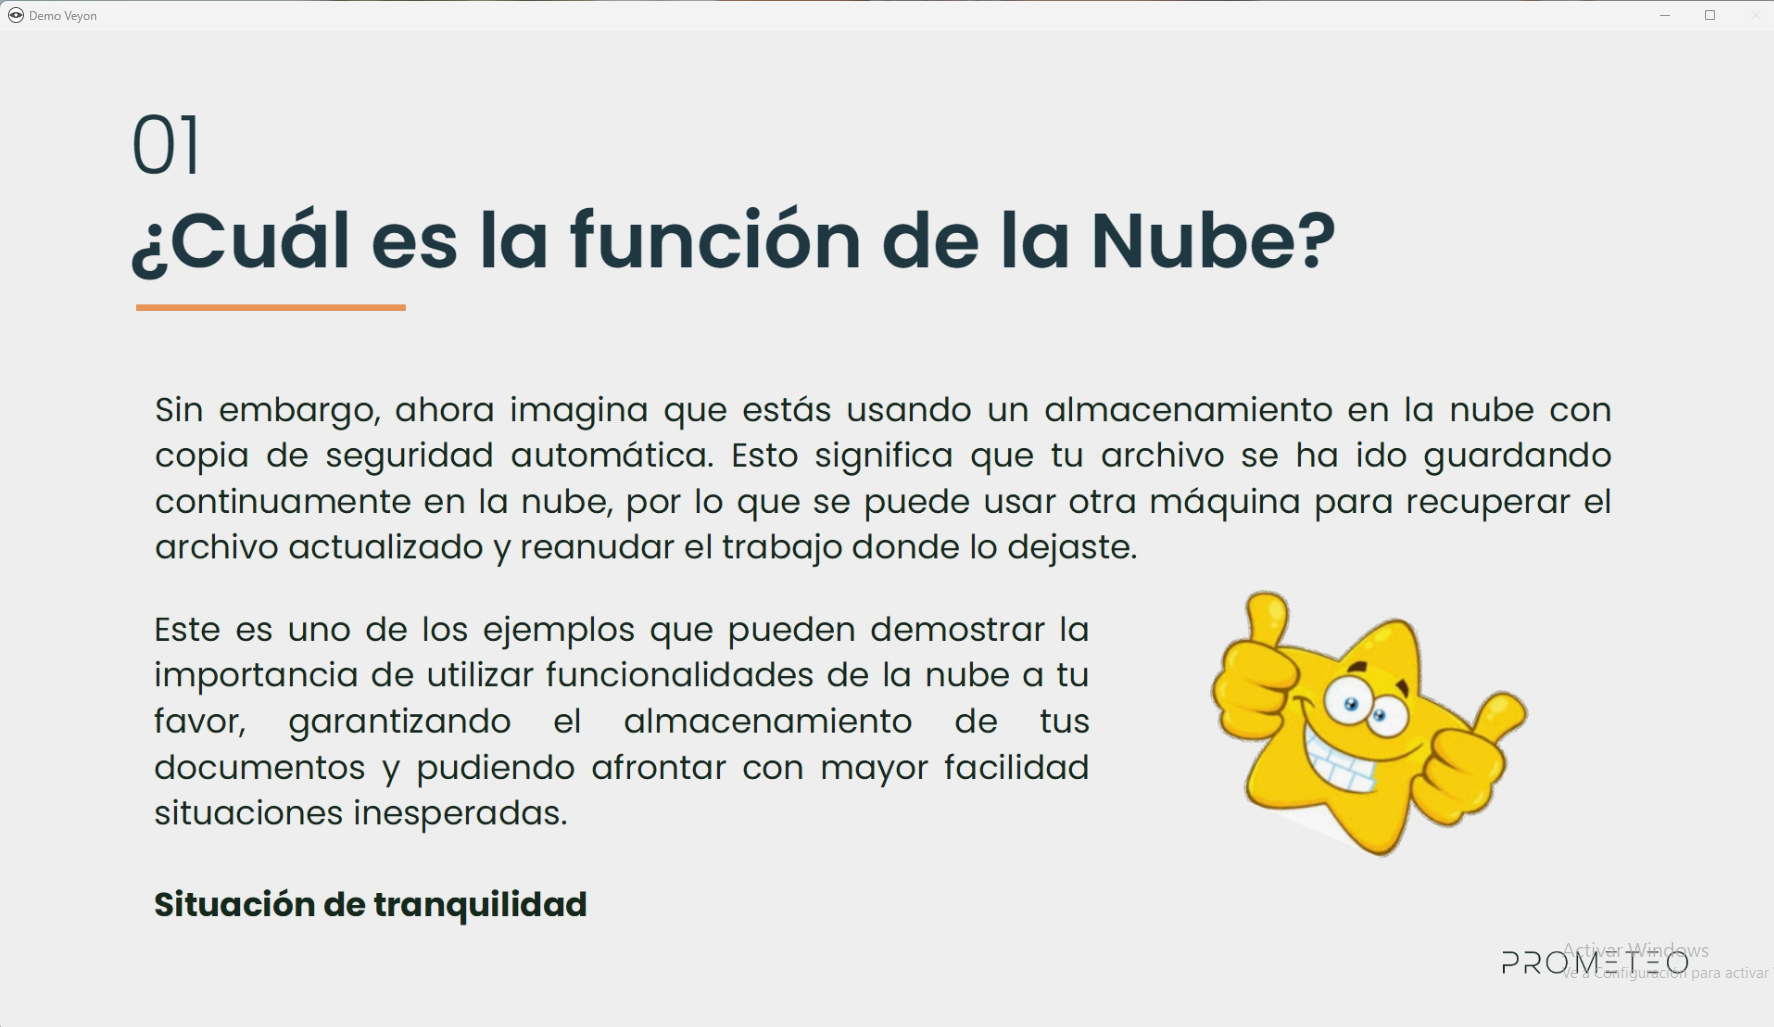 Demo Veyon
01
¿Cuál es la función de la Nube?
Sin embargo, ahora imagina que estás usando un almacenamiento en la nube con
copia de seguridad automática. Esto significa que tu archivo se ha ido guardando
continuamente en la nube, por lo que se puede usar otra máquina para recuperar el
archivo actualizado y reanudar el trabajo donde lo dejaste.
Este es uno de los ejemplos que pueden demostrar la
importancia de utilizar funcionalidades de la nube a tu
favor, garantizando el almacenamiento de tus
documentos y pudiendo afrontar con mayor facilidad
situaciones inesperadas.
Situación de tranquilidad
Activar Windows
PROMETEO
Ve a Configuración para activar